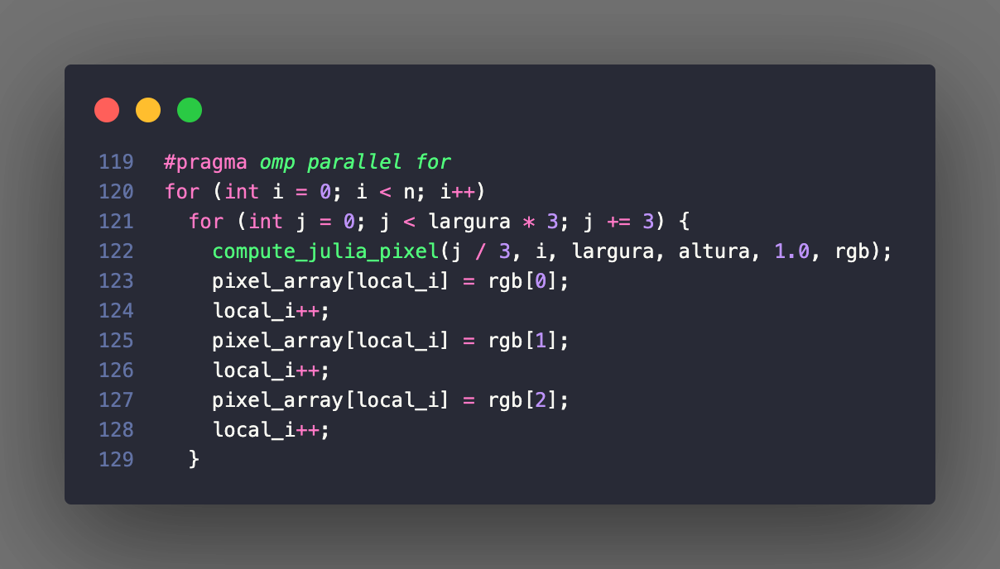 119 #pragma omp parallel for
120 for (int i = 0; i < n; i++)
121   for (int j = 0; j < largura * 3; j += 3) {
122     compute_julia_pixel(j / 3, i, largura, altura, 1.0, rgb);
123     pixel_array[local_i] = rgb[0];
124     local_i++;
125     pixel_array[local_i] = rgb[1];
126     local_i++;
127     pixel_array[local_i] = rgb[2];
128     local_i++;
129   }